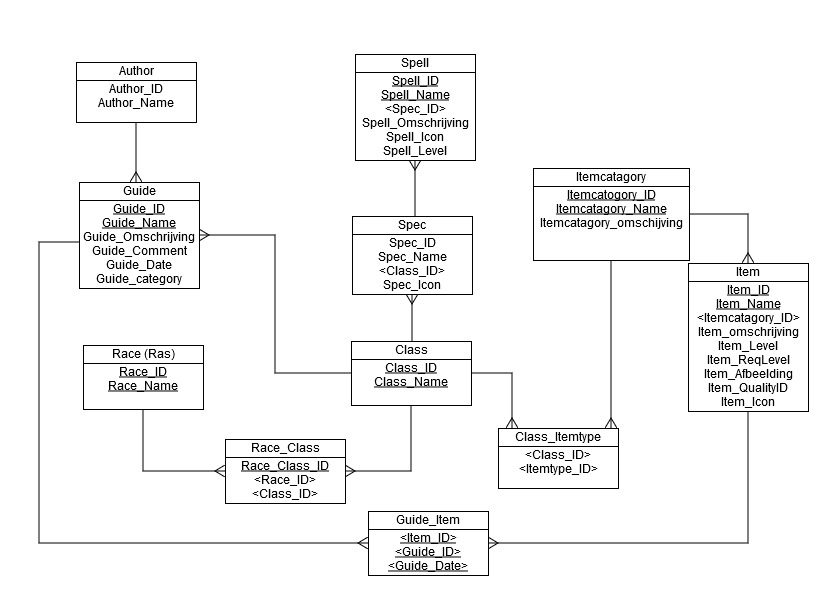 Author
Author_ID
Author_Name
Spell
Spell_ID
Spell_Name
<Spec_ID>
Spell_Omschrijving
Spell_Icon
Spell_Level
Guide
Guide_ID
Guide_Name
Guide_Omschrijving
Guide_Comment
Guide_Date
Guide_category
Spec
Spec_ID
Spec_Name
<Class_ID>
Spec_Icon
Itemcatagory
Itemcatogory_ID
Itemcatagory_Name
Itemcatagory_omschijving
Item
Item_ID
Item_Name
<Itemcatagory_ID>
Item_omschrijving
Item_Level
Item_ReqLevel
Item_Afbeelding
Item_QualityID
Item_Icon
Race (Ras)
Race_ID
Race_Name
Class
Class_ID
Class_Name
Race_Class
Race_Class_ID
<Race_ID>
<Class_ID>
Class_Itemtype
<Class_ID>
<Itemtype_ID>
Guide_Item
<Item_ID>
<Guide_ID>
<Guide_Date>